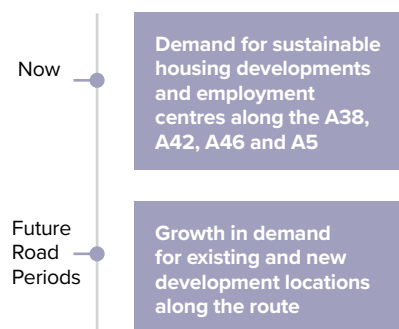 Now
Demand for sustainable
housing developments
and employment
centres along the A38,
A42, A46 and A5
Future
Road
Periods
Growth in demand
for existing and new
development locations
along the route